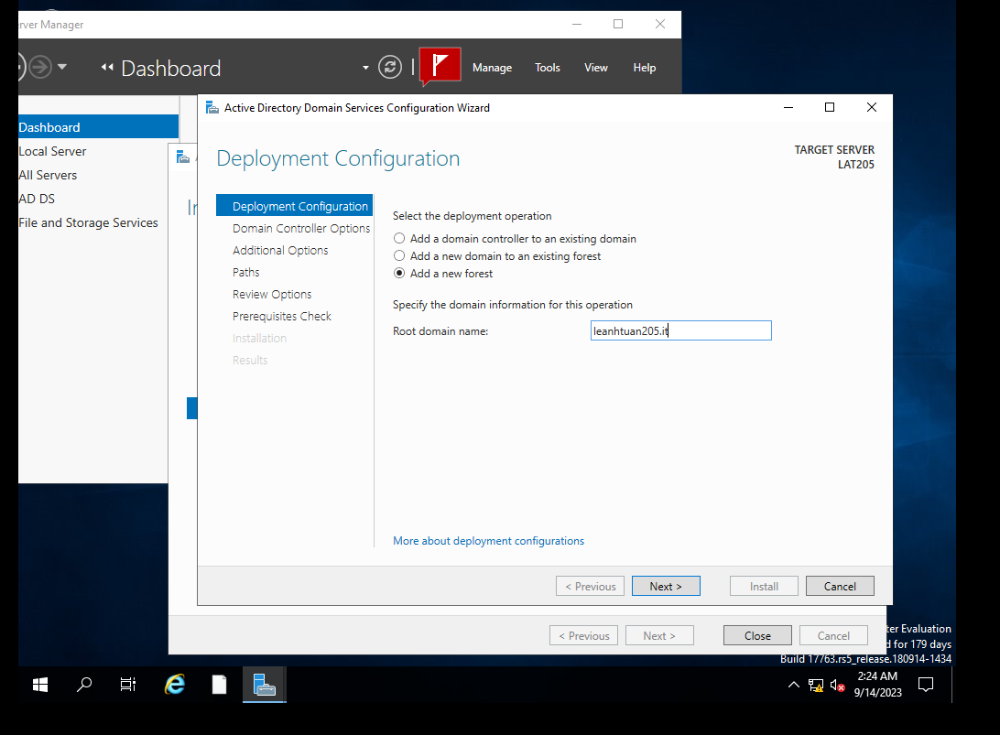 rver Manager
Dashboard
Manage Tools View Help
Dashboard
Local Server
All Servers
AD DS
File and Storage Services
Active Directory Domain Services Configuration Wizard
Deployment Configuration
TARGET SERVER
LAT205
Deployment Configuration
Domain Controller Options
Additional Options
Paths
Review Options
Prerequisites Check
Installation
Results
Select the deployment operation
Add a domain controller to an existing domain
Add a new domain to an existing forest
Add a new forest
Specify the domain information for this operation
Root domain name: leanhtuan205.it
More about deployment configurations
< Previous Next > Install Cancel
< Previous Next > Close Cancel
ter Evaluation
d for 179 days
Build 17763.rs5_release.180914-1434
2:24 AM
9/14/2023